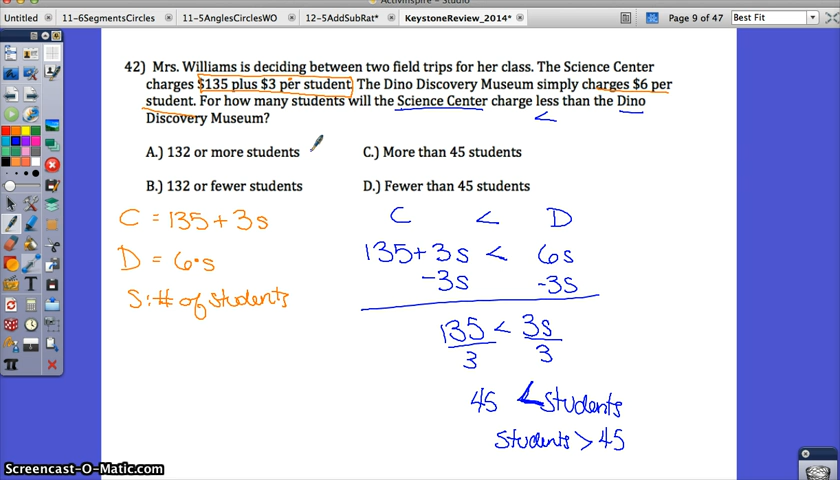 ActivInspire - Studio
Untitled 11-6SegmentsCircles 11-5AnglesCirclesWO 12-5AddSubRat* KeystoneReview_2014* Page 9 of 47 Best Fit
42) Mrs. Williams is deciding between two field trips for her class. The Science Center
charges $135 plus $3 per student. The Dino Discovery Museum simply charges $6 per
student. For how many students will the Science Center charge less than the Dino
Discovery Museum?
<
A.) 132 or more students C.) More than 45 students
B.) 132 or fewer students D.) Fewer than 45 students
C = 135 + 3s
D = 6·s
S: # of students
C < D
135 + 3s < 6s
-3s -3s
135 < 3s
3 3
45 < students
students > 45
Screencast-O-Matic.com